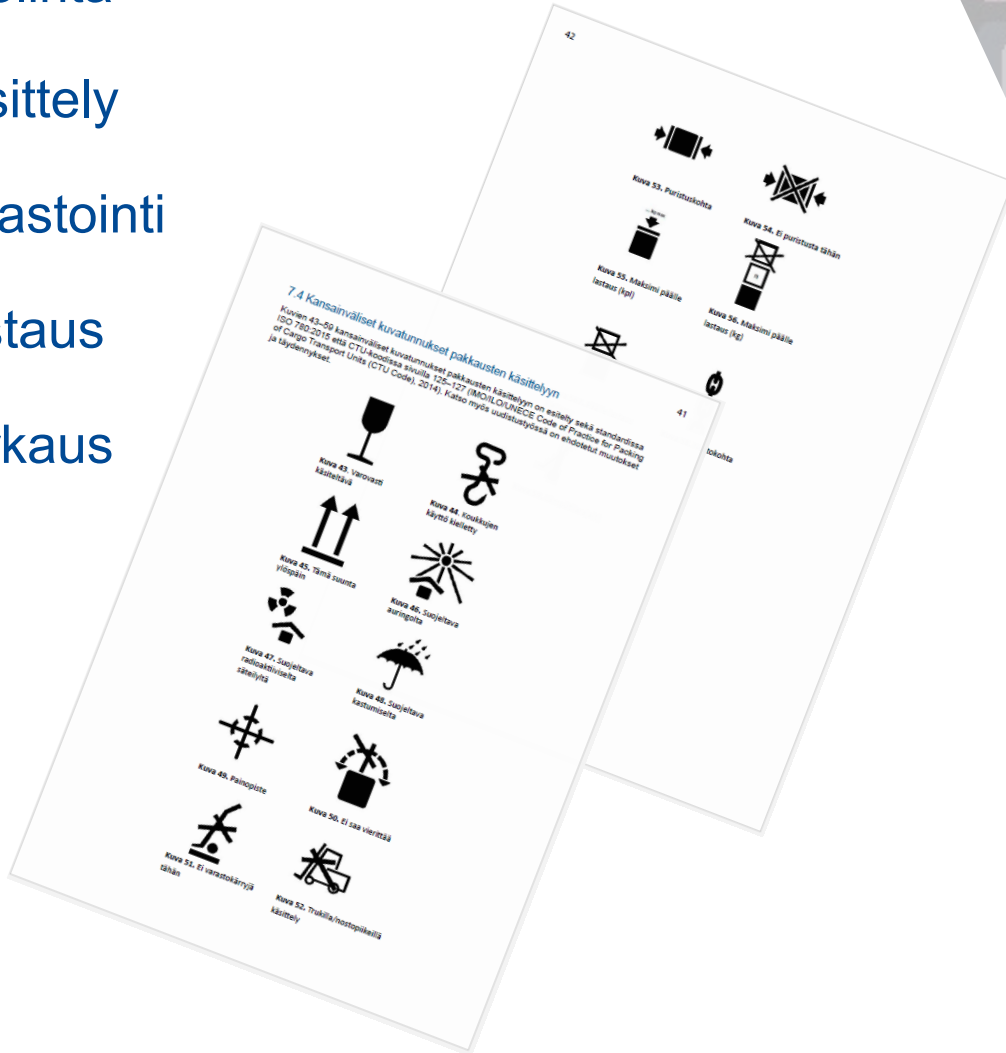 sittely
astointi
staus
kaus
42
Kuva 53. Puristuskohta
Kuva 54. Ei puristusta tähän
Kuva 55. Maksimi päälle
lastaus (kpl)
Kuva 56. Maksimi päälle
lastaus (kg)
tokohta
41
7.4 Kansainväliset kuvatunnukset pakkausten käsittelyyn
Kuvien 43–59 kansainväliset kuvatunnukset pakkausten käsittelyyn on esitelty sekä standardissa
ISO 780:2015 että CTU-koodissa sivuilla 125–127 (IMO/ILO/UNECE Code of Practice for Packing
of Cargo Transport Units (CTU Code), 2014). Katso myös uudistustyössä on ehdotetut muutokset
ja täydennykset.
Kuva 43. Varovasti
käsiteltävä
Kuva 44. Koukkujen
käyttö kielletty
Kuva 45. Tämä suunta
ylöspäin
Kuva 46. Suojeltava
auringolta
Kuva 47. Suojeltava
radioaktiiviselta
säteilyltä
Kuva 48. Suojeltava
kastumiselta
Kuva 49. Painopiste
Kuva 50. Ei saa vierittää
Kuva 51. Ei varastokärryjä
tähän
Kuva 52. Trukilla/nostopiikeillä
käsittely